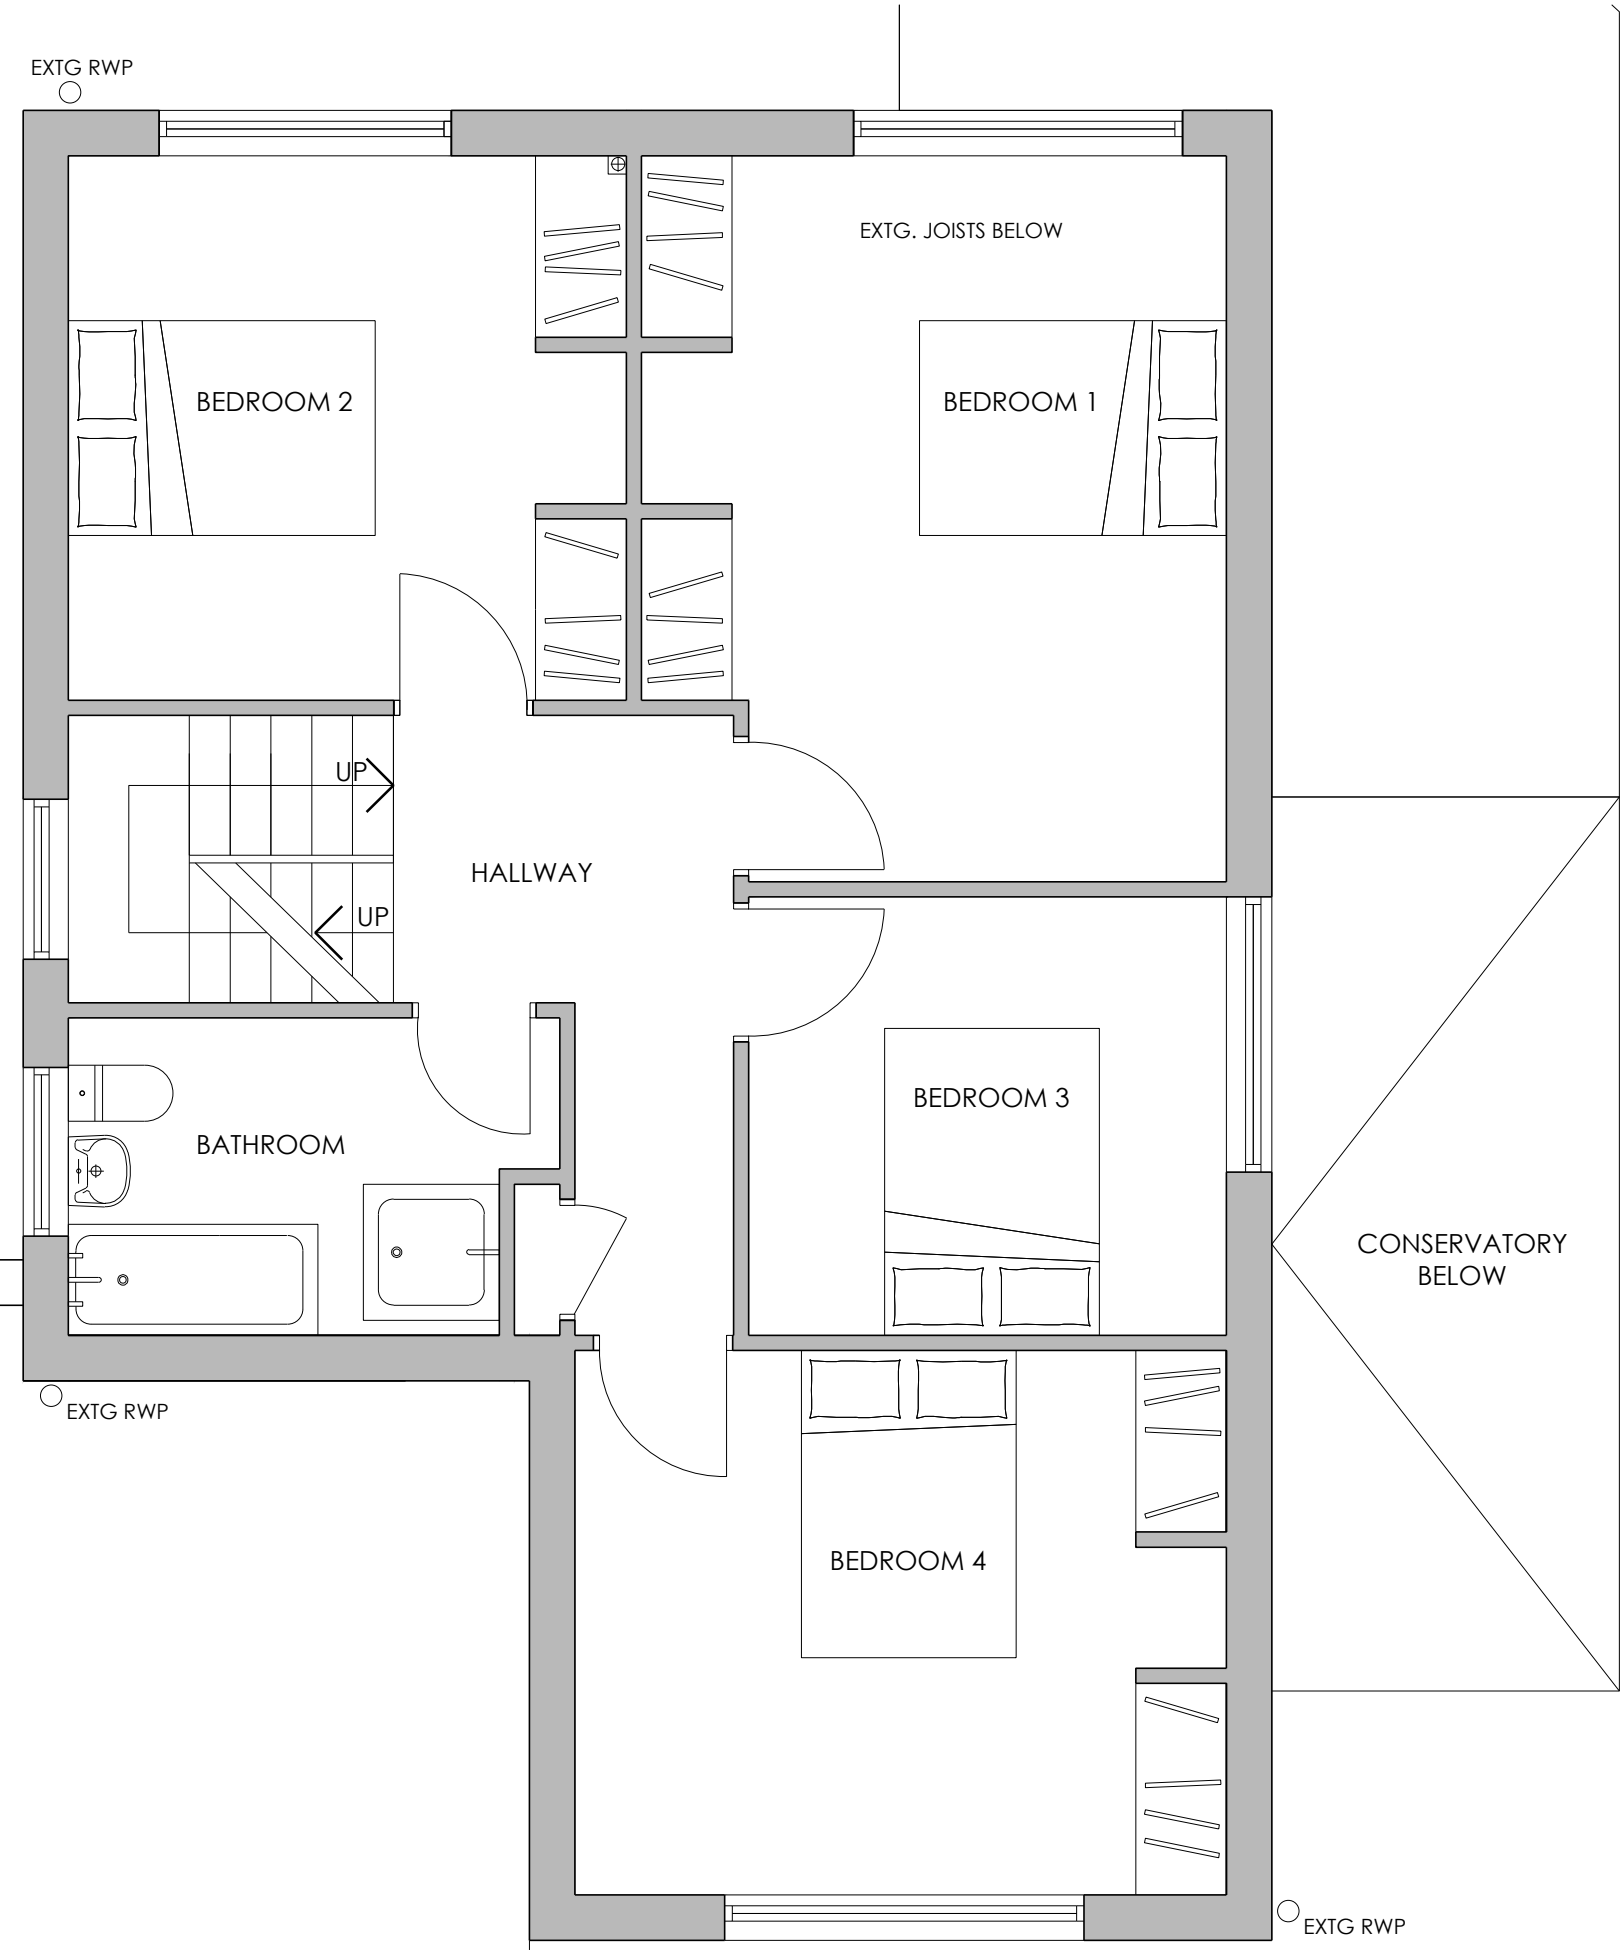 EXTG RWP
EXTG. JOISTS BELOW
BEDROOM 2
BEDROOM 1
UP
HALLWAY
UP
BEDROOM 3
BATHROOM
CONSERVATORY
BELOW
EXTG RWP
BEDROOM 4
EXTG RWP